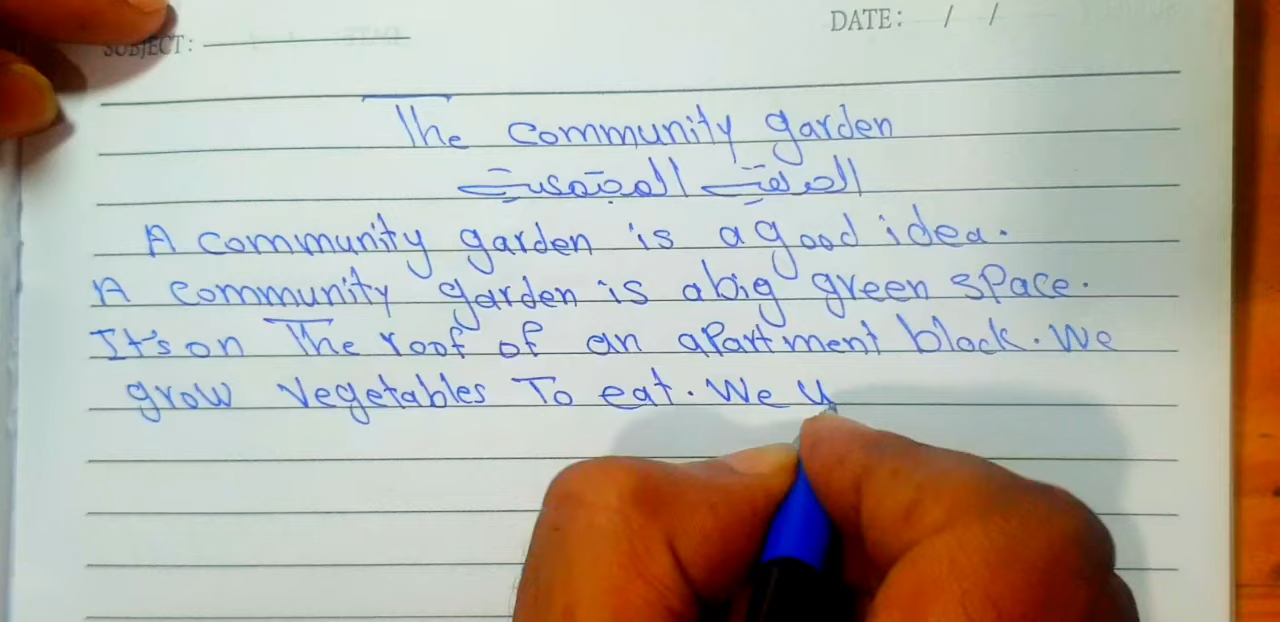 SUBJECT:
DATE: / /
The community garden
الحديقة المجتمعية
A community garden is a good idea.
A community garden is a big green space.
It's on The roof of an apartment block. We
grow vegetables To eat. We